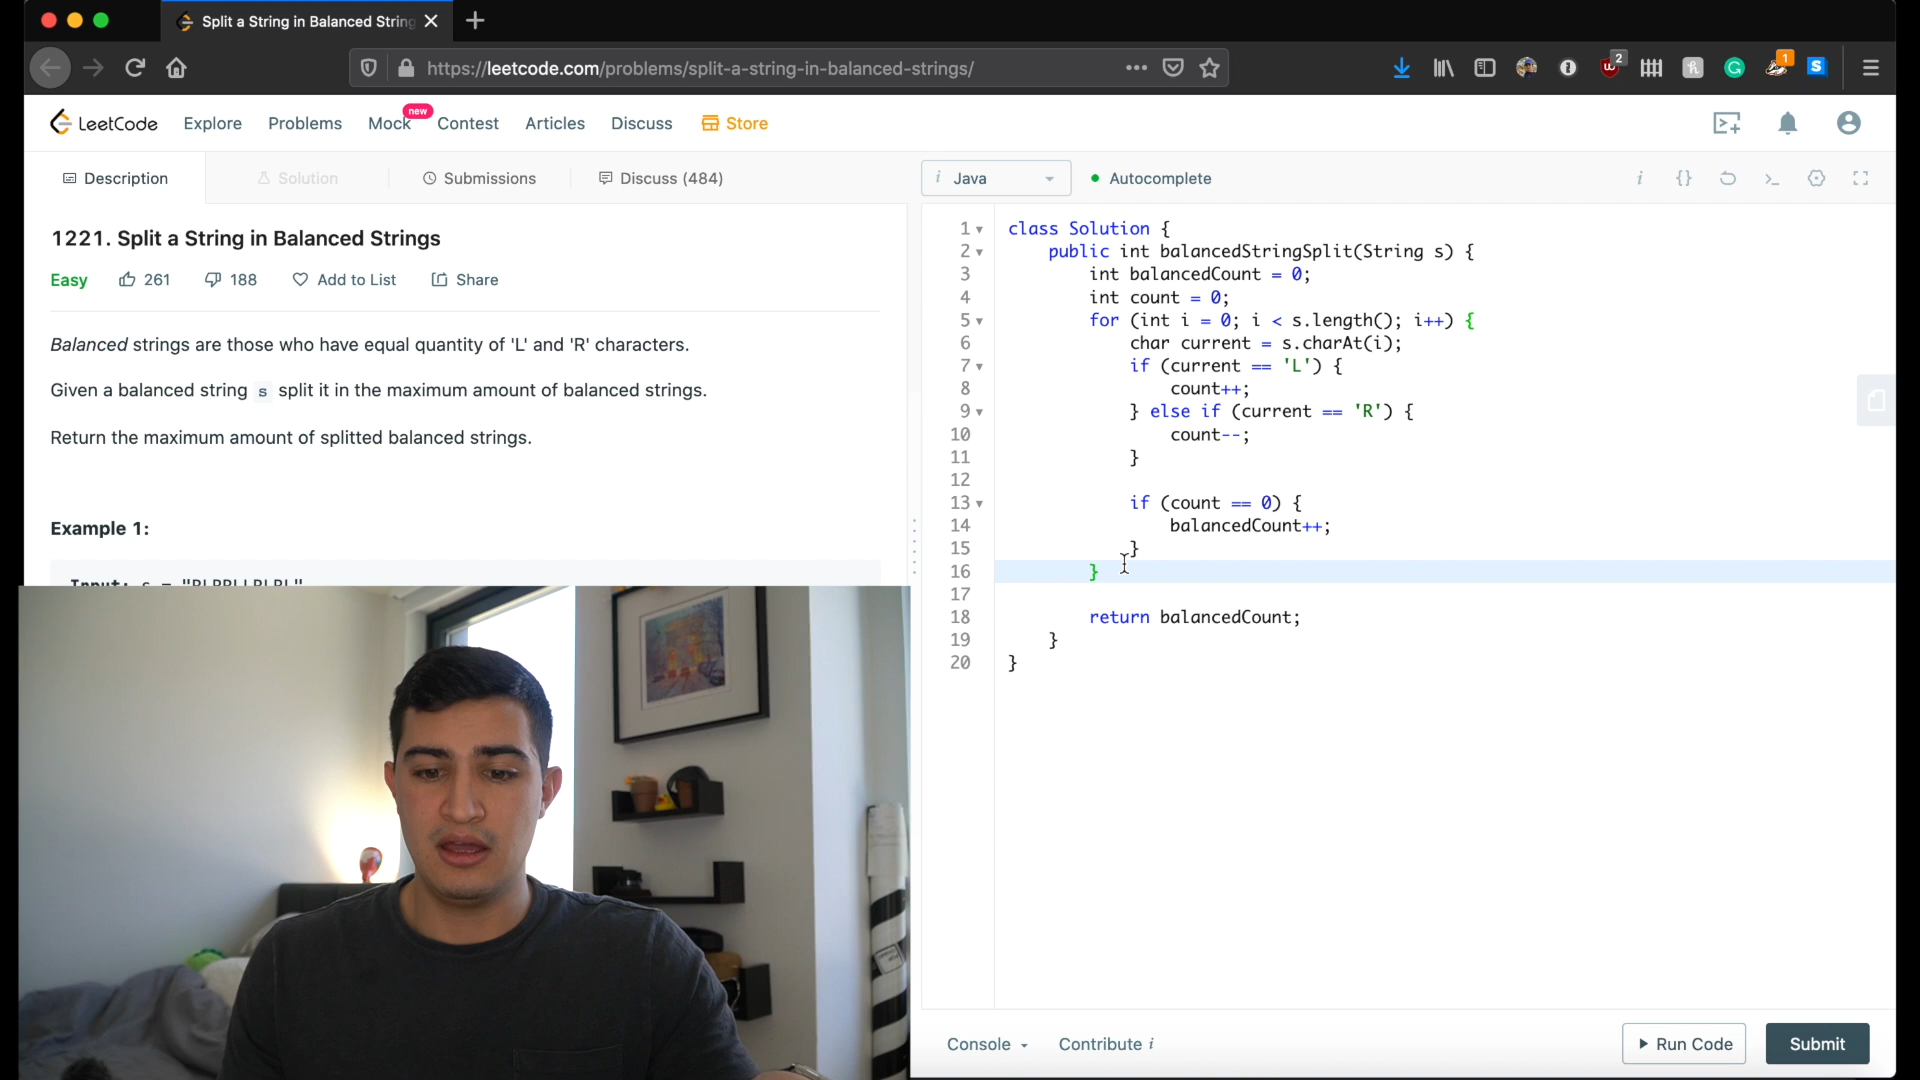 Split a String in Balanced String
https://leetcode.com/problems/split-a-string-in-balanced-strings/
2
1
LeetCode
Explore
Problems
Mock
new
Contest
Articles
Discuss
Store
Description
Solution
Submissions
Discuss (484)
Java
Autocomplete
1221. Split a String in Balanced Strings
Easy
261
188
Add to List
Share
Balanced strings are those who have equal quantity of 'L' and 'R' characters.
Given a balanced string s split it in the maximum amount of balanced strings.
Return the maximum amount of splitted balanced strings.
Example 1:
Input: s = "RLRRLLRLRL"
1 class Solution {
2 public int balancedStringSplit(String s) {
3 int balancedCount = 0;
4 int count = 0;
5 for (int i = 0; i < s.length(); i++) {
6 char current = s.charAt(i);
7 if (current == 'L') {
8 count++;
9 } else if (current == 'R') {
10 count--;
11 }
12
13 if (count == 0) {
14 balancedCount++;
15 }
16 }
17
18 return balancedCount;
19 }
20 }
Console
Contribute i
Run Code
Submit